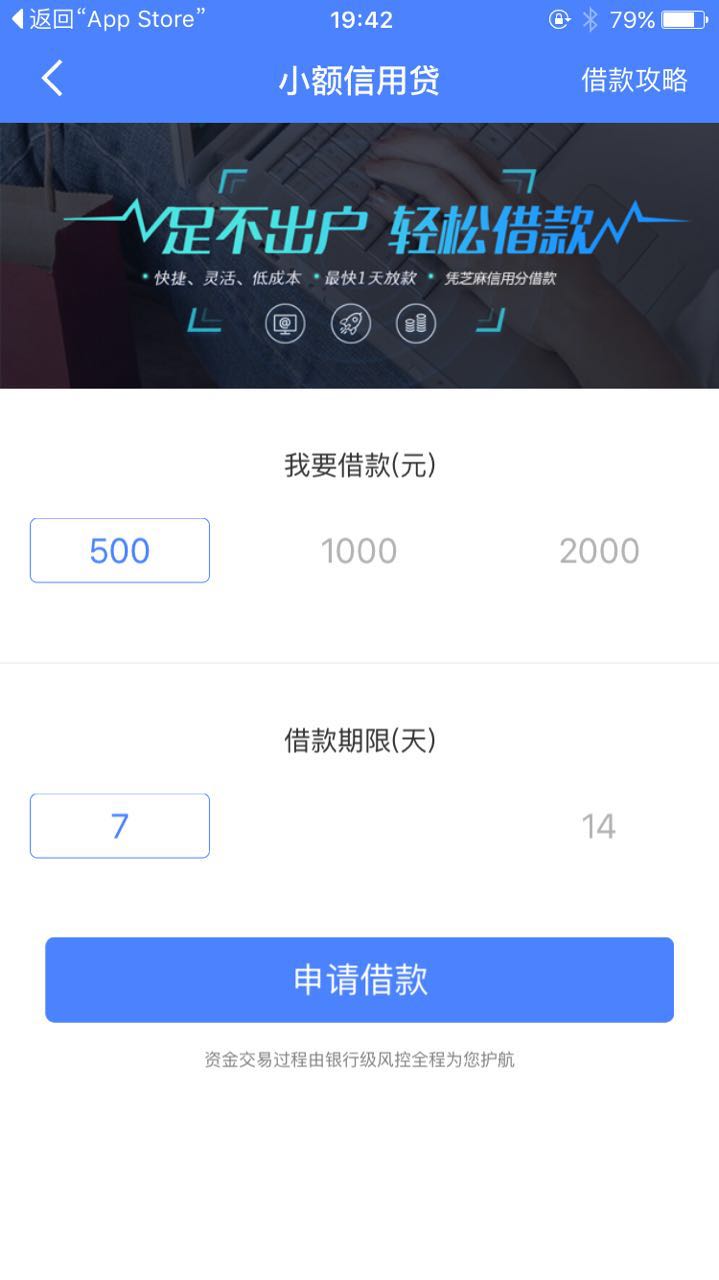 返回“App Store”
19:42
79%
小额信用贷
借款攻略
足不出户 轻松借款
• 快捷、灵活、低成本 • 最快1天放款 • 凭芝麻信用分借款
我要借款(元)
500 1000 2000
借款期限(天)
7 14
申请借款
资金交易过程由银行级风控全程为您护航